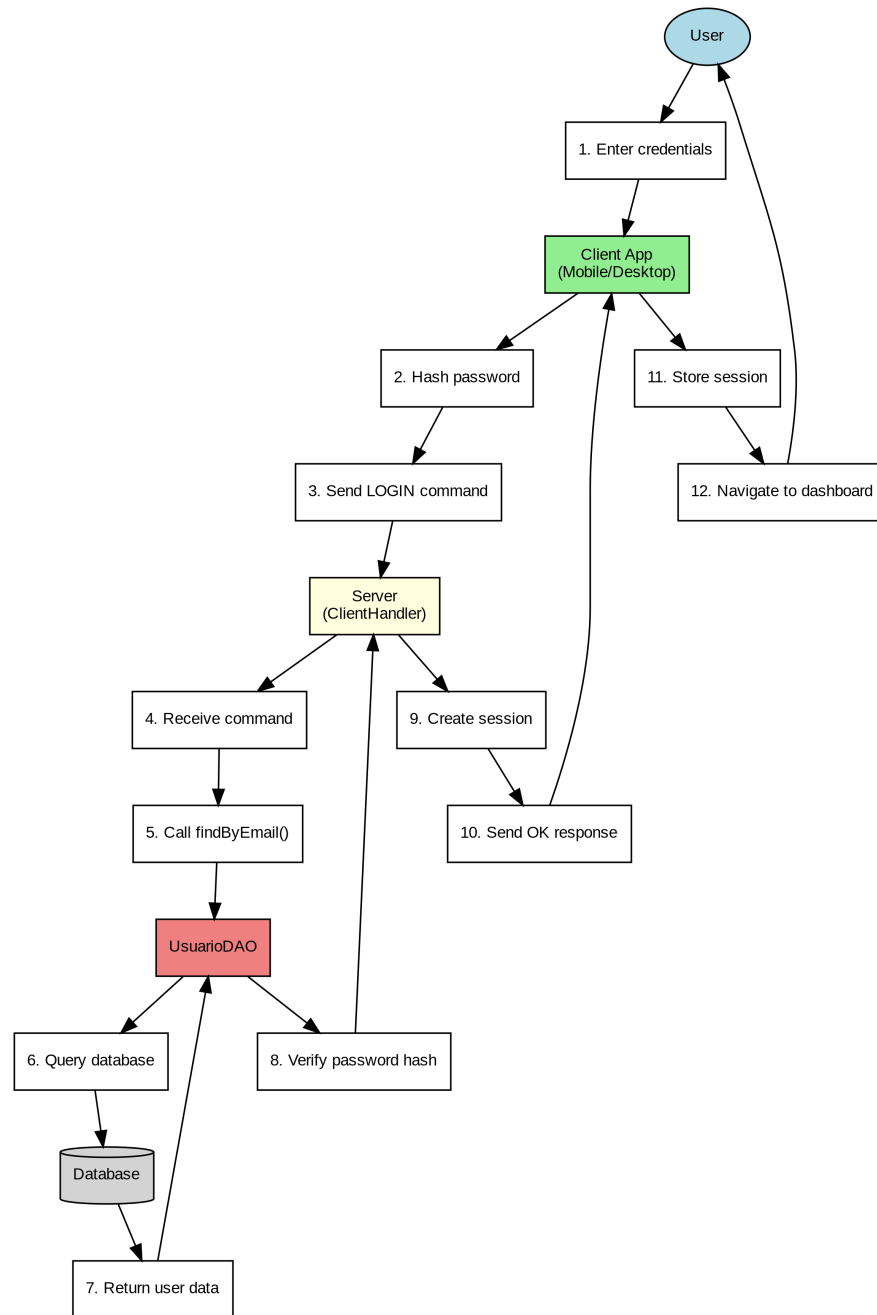 User
1. Enter credentials
Client App
(Mobile/Desktop)
2. Hash password
11. Store session
3. Send LOGIN command
12. Navigate to dashboard
Server
(ClientHandler)
4. Receive command
9. Create session
5. Call findByEmail()
10. Send OK response
UsuarioDAO
6. Query database
8. Verify password hash
Database
7. Return user data